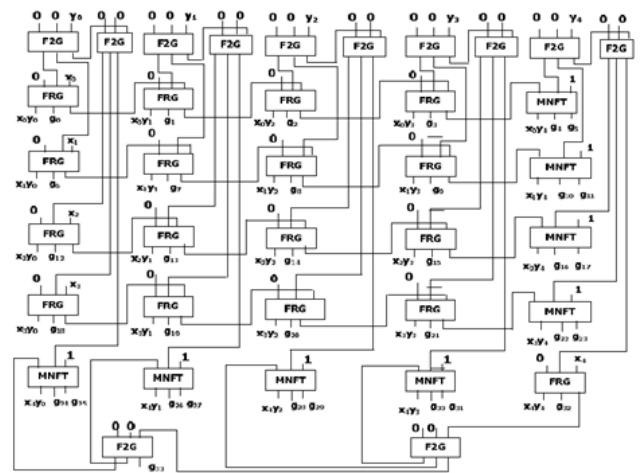 0 0 y₀ 0 0 0 0 y₁ 0 0 0 0 y₂ 0 0 0 0 y₃ 0 0 0 0 y₄ 0 0
F2G F2G F2G F2G F2G F2G F2G F2G F2G F2G
0 0 0 0 1
FRG FRG FRG FRG MNFT
x₀y₀ g₀ x₀y₁ g₁ x₀y₂ g₂ x₀y₃ g₃ g₄ g₅
0 x₁ 0 0 0 1
FRG FRG FRG FRG MNFT
x₁y₀ g₆ x₁y₁ g₇ x₁y₂ g₈ x₁y₃ g₉ x₁y₄ g₁₀ g₁₁
0 x₂ 0 0 0 1
FRG FRG FRG FRG MNFT
x₂y₀ g₁₂ x₂y₁ g₁₃ x₂y₂ g₁₄ x₂y₃ g₁₅ x₂y₄ g₁₆ g₁₇
0 x₃ 0 0 0 1
FRG FRG FRG FRG MNFT
x₃y₀ g₁₈ x₃y₁ x₃y₂ x₃y₃ g₂₁ x₃y₄ g₂₂ g₂₃
1 1 1 1 0 x₄
MNFT MNFT MNFT MNFT FRG
x₄y₀ x₄y₁ g₂₆ g₂₇ x₄y₂ g₂₈ g₂₉ x₄y₃ g₃₁ x₄y₄ g₃₂
0 0 0 0
F2G F2G
g₃₃